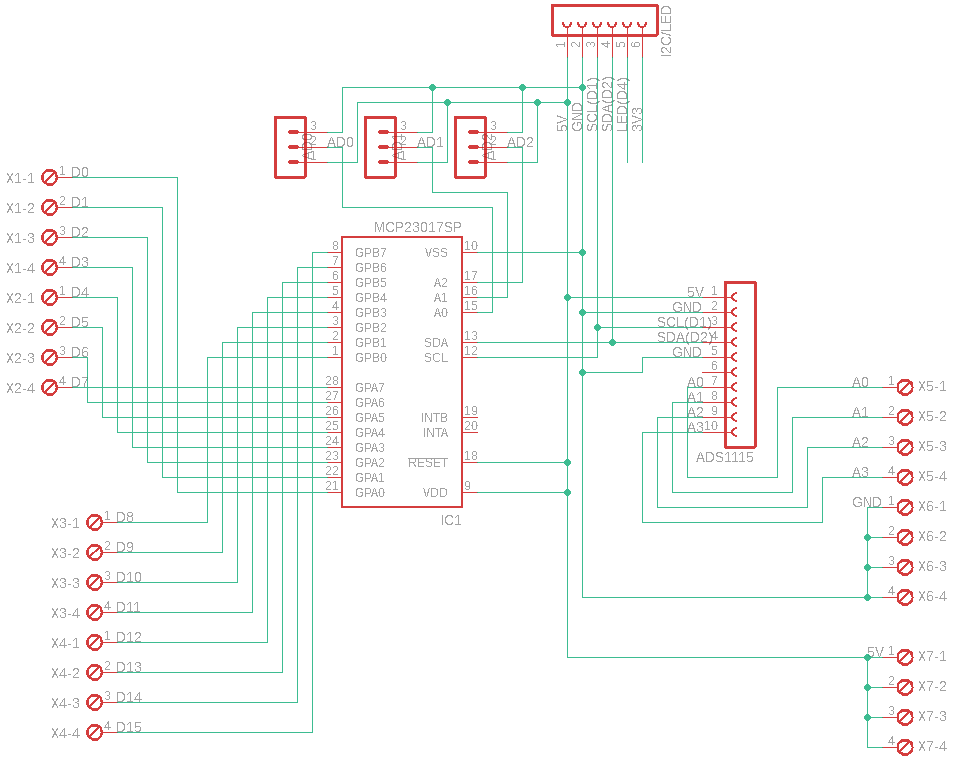 I2C/LED
1
2
3
4
5
6
5V
GND
SCL(D1)
SDA(D2)
LED(D4)
3V3
3
2
1
AD0
AD0
3
2
1
AD1
AD1
3
2
1
AD2
AD2
X1-1 1 D0
X1-2 2 D1
X1-3 3 D2
X1-4 4 D3
X2-1 1 D4
X2-2 2 D5
X2-3 3 D6
X2-4 4 D7
X3-1 1 D8
X3-2 2 D9
X3-3 3 D10
X3-4 4 D11
X4-1 1 D12
X4-2 2 D13
X4-3 3 D14
X4-4 4 D15
MCP23017SP
8 GPB7 VSS 10
7 GPB6
6 GPB5 A2 17
5 GPB4 A1 16
4 GPB3 A0 15
3 GPB2
2 GPB1 SDA 13
1 GPB0 SCL 12
28 GPA7
27 GPA6
26 GPA5 INTB 19
25 GPA4 INTA 20
24 GPA3
23 GPA2 RESET 18
22 GPA1
21 GPA0 VDD 9
IC1
5V 1
GND 2
SCL(D1) 3
SDA(D2) 4
GND 5
6
A0 7
A1 8
A2 9
A3 10
ADS1115
A0 1 X5-1
A1 2 X5-2
A2 3 X5-3
A3 4 X5-4
GND 1 X6-1
2 X6-2
3 X6-3
4 X6-4
5V 1 X7-1
2 X7-2
3 X7-3
4 X7-4